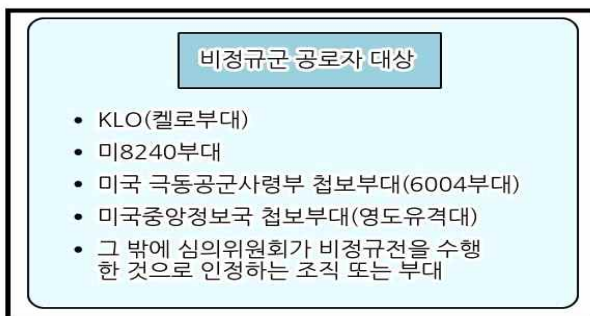 비정규군 공로자 대상
• KLO(켈로부대)
• 미8240부대
• 미국 극동공군사령부 첩보부대(6004부대)
• 미국중앙정보국 첩보부대(영도유격대)
• 그 밖에 심의위원회가 비정규전을 수행
한 것으로 인정하는 조직 또는 부대